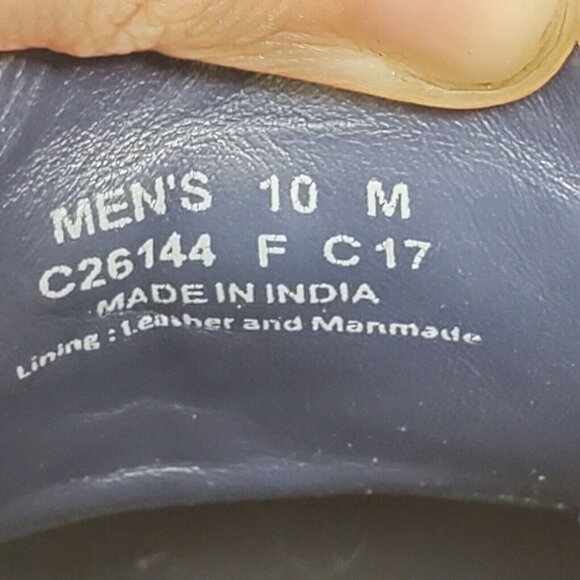 MEN'S 10 M
C26144 F C17
MADE IN INDIA
Lining : Leather and Manmade